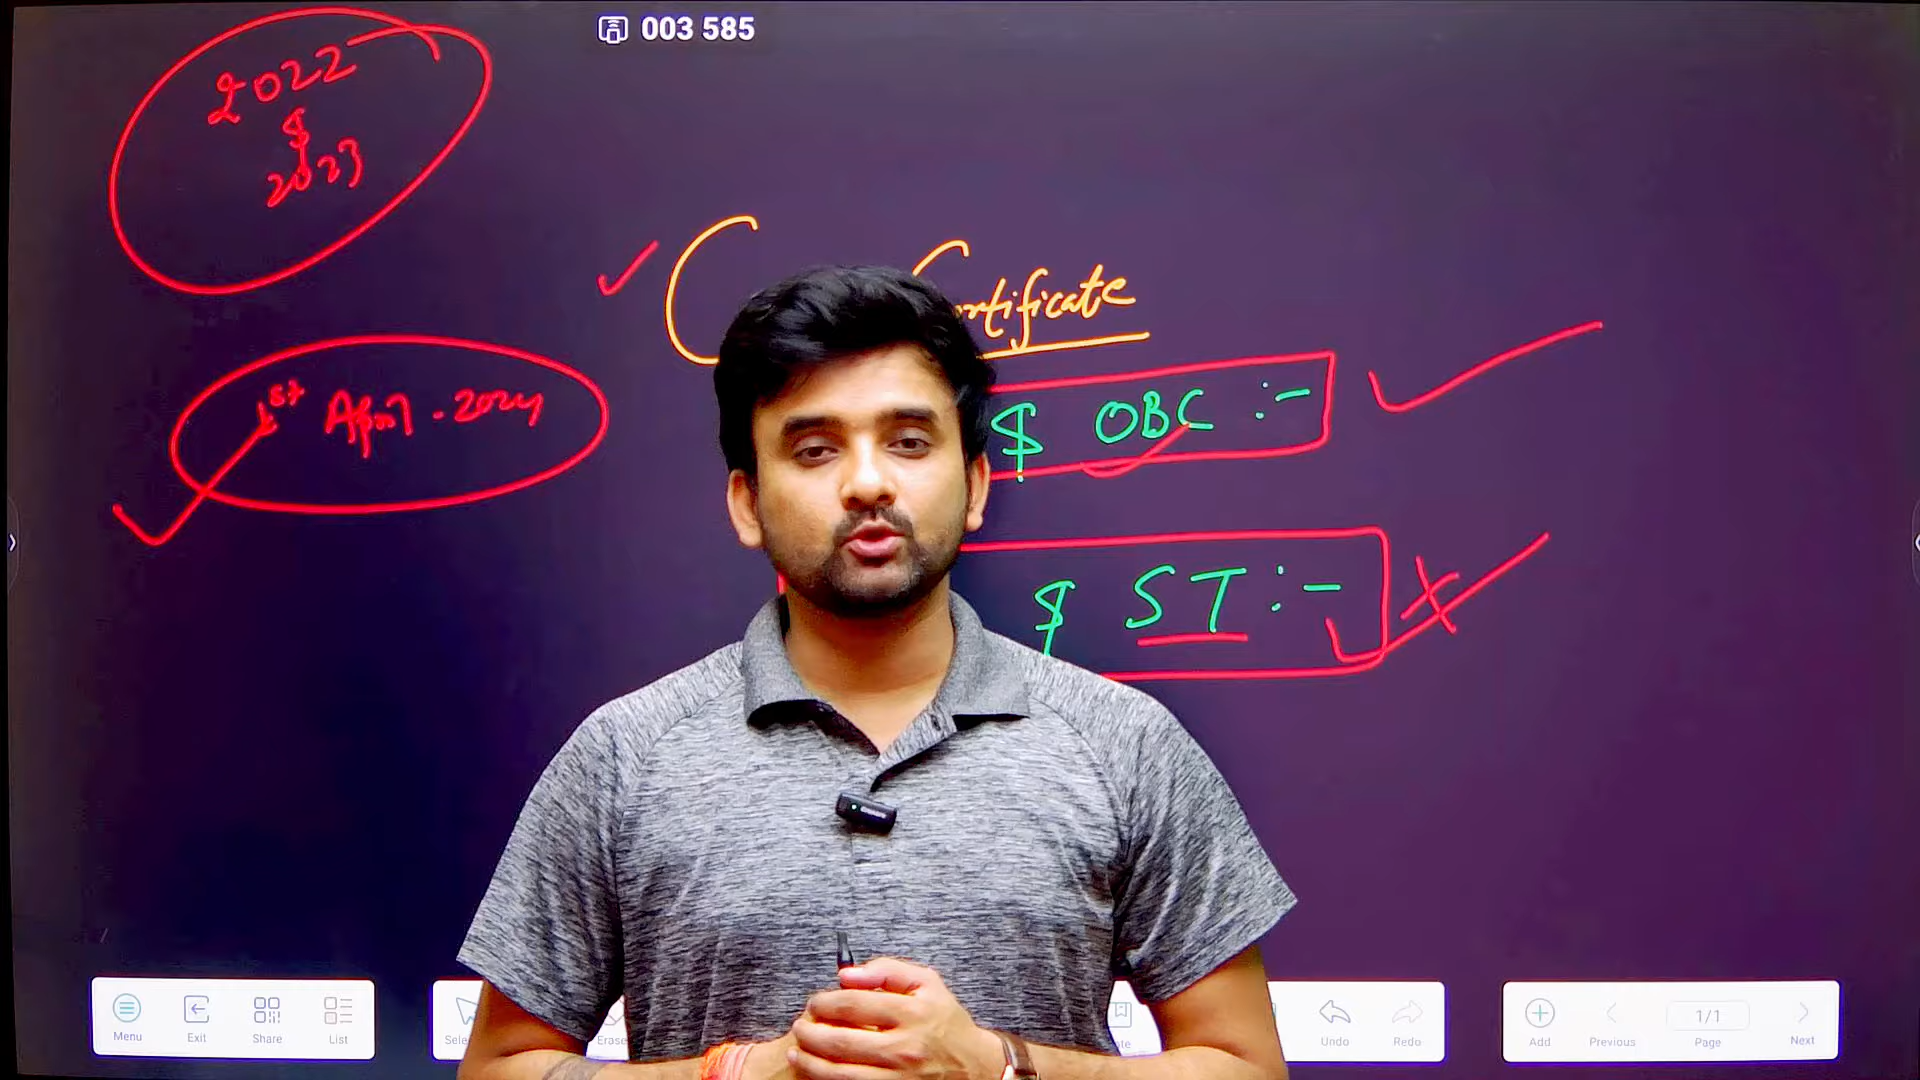 003 585
2022
&
2023
1st April - 2024
Certificate
& OBC :-
& ST :-
Menu
Exit
Share
List
Undo
Redo
Add
Previous
1/1
Page
Next